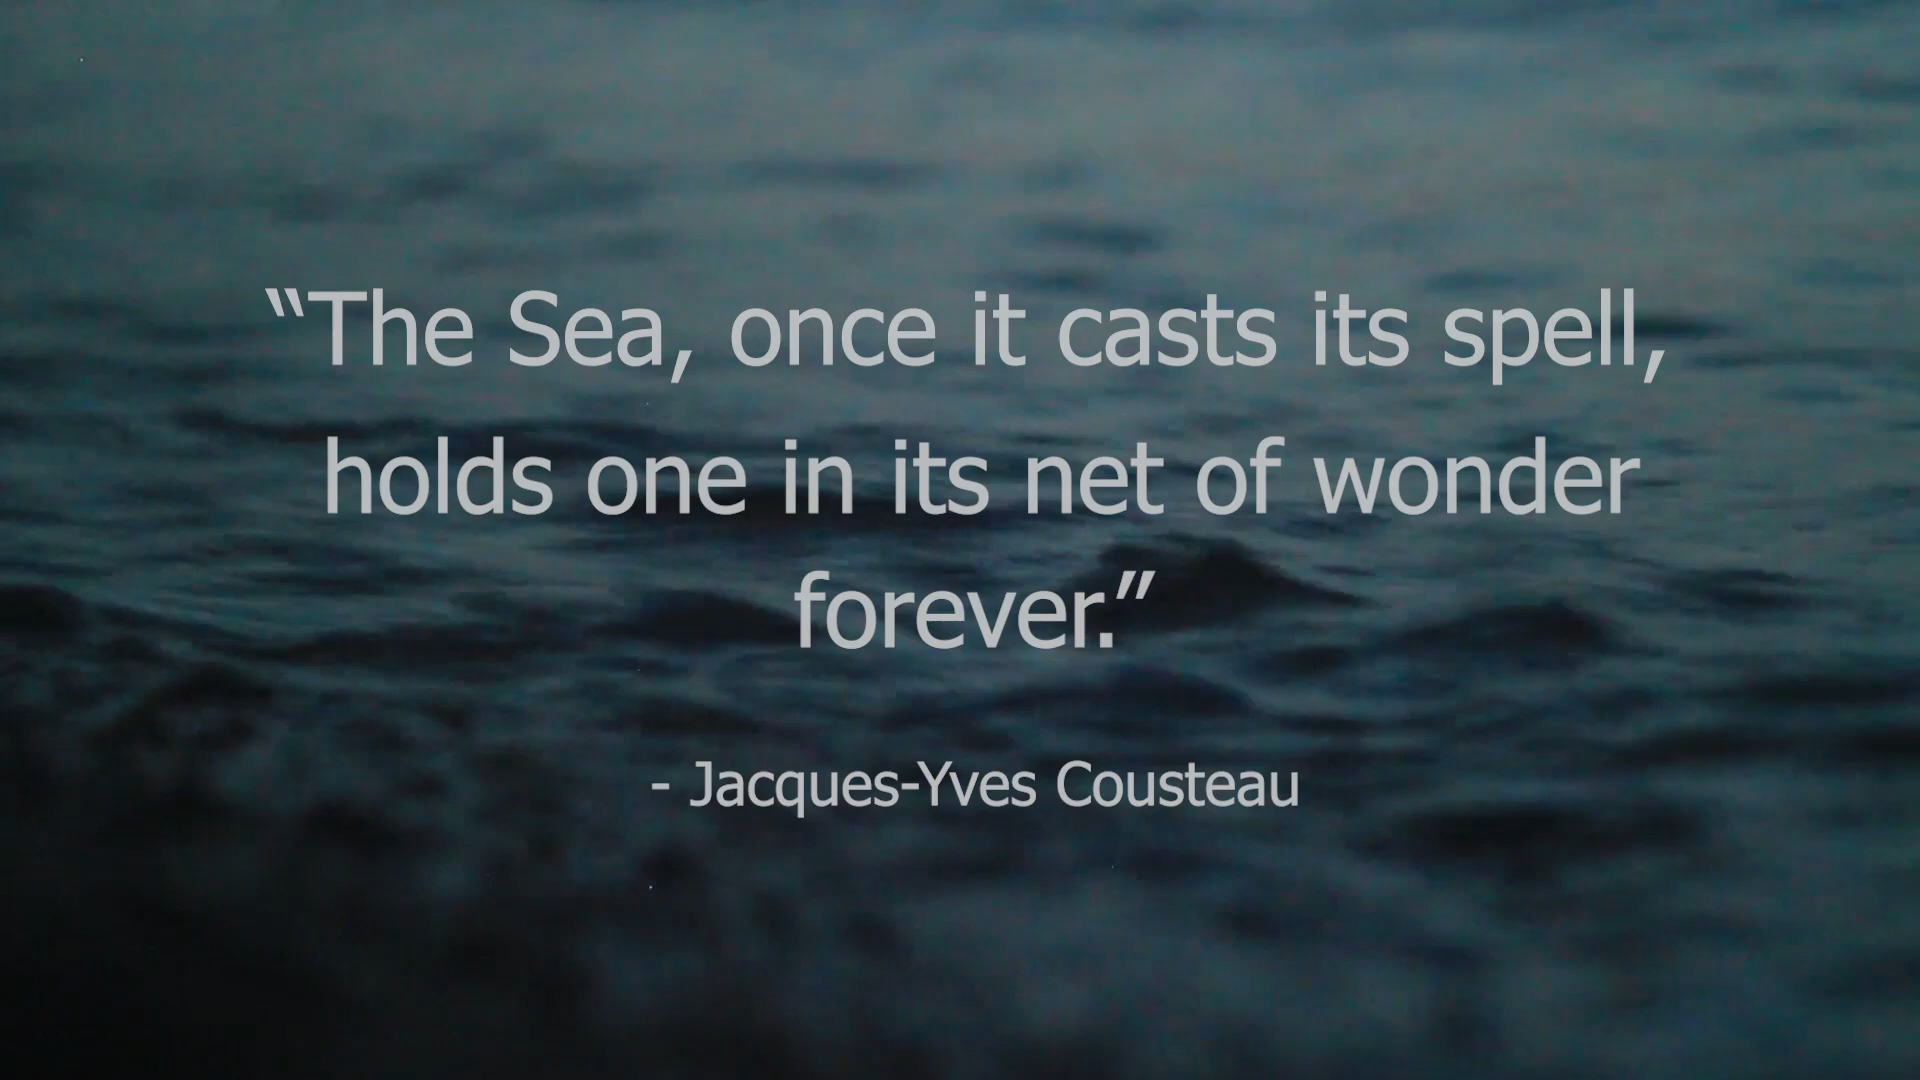 “The Sea, once it casts its spell,
holds one in its net of wonder
forever.”
- Jacques-Yves Cousteau